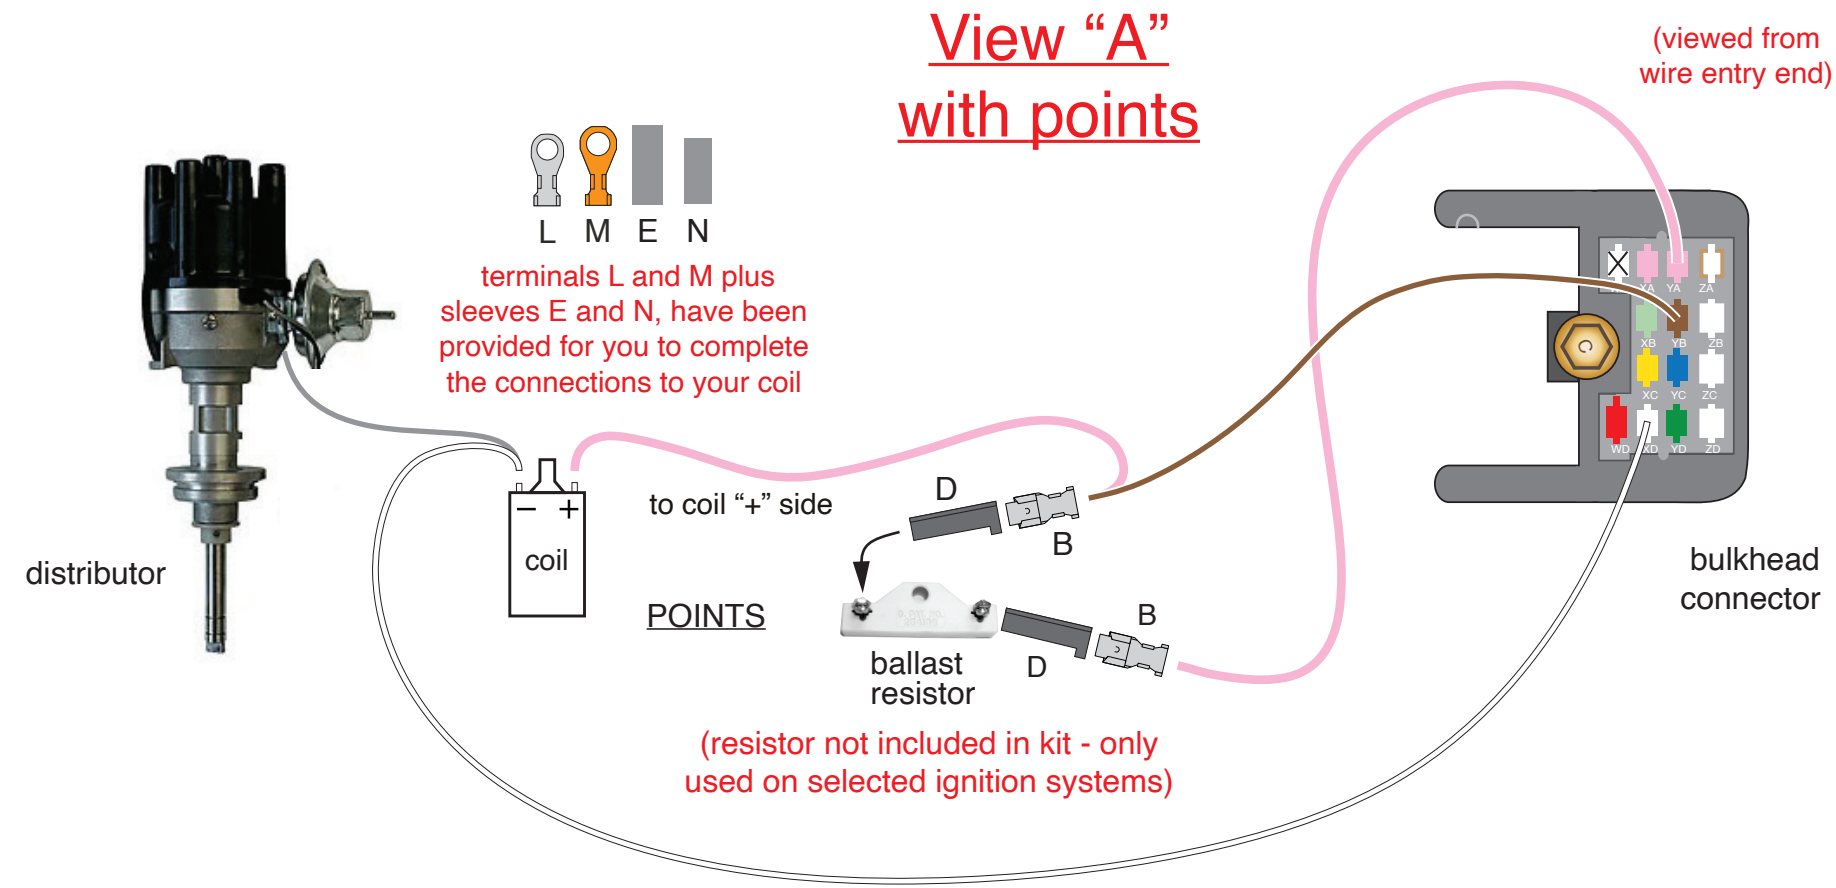 View “A”
with points
(viewed from
wire entry end)
L M E N
terminals L and M plus
sleeves E and N, have been
provided for you to complete
the connections to your coil
XA YA ZA
XB YB ZB
C
XC YC ZC
WD XD YD ZD
to coil “+” side
D
B
− +
coil
distributor
POINTS
B
D
ballast
resistor
bulkhead
connector
(resistor not included in kit - only
used on selected ignition systems)